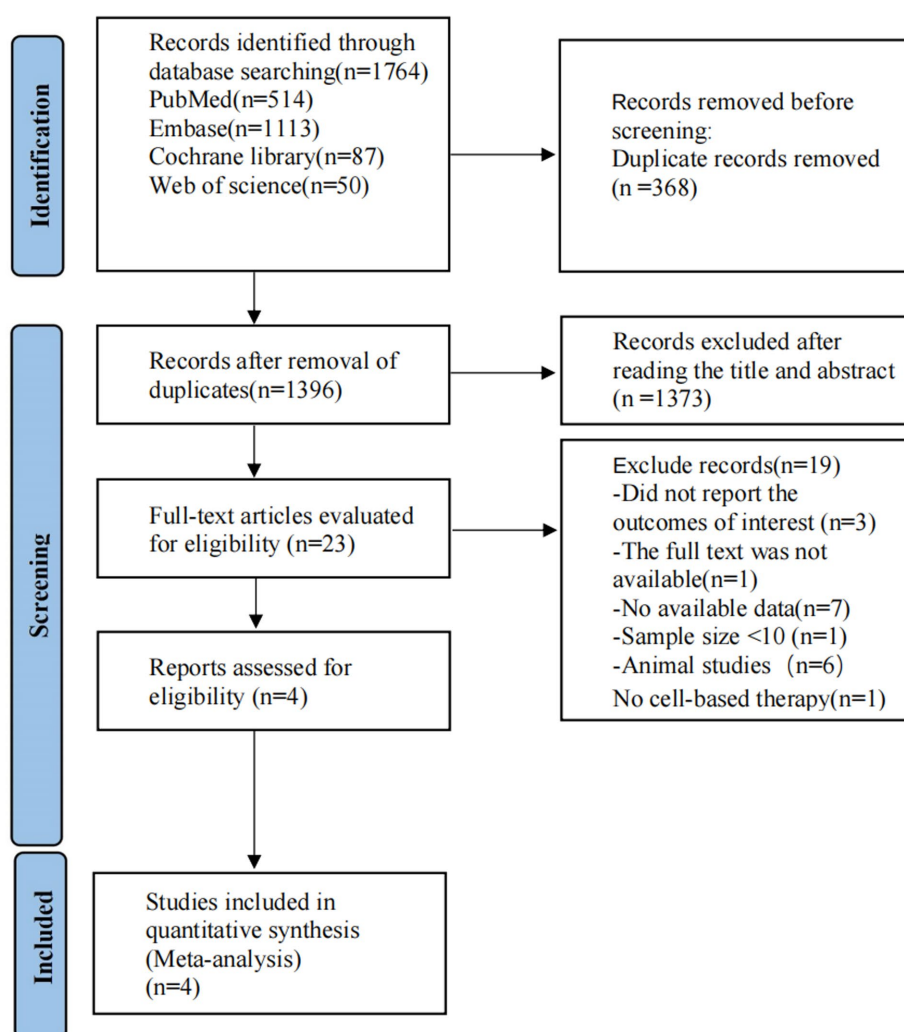 Identification
Records identified through
database searching(n=1764)
PubMed(n=514)
Embase(n=1113)
Cochrane library(n=87)
Web of science(n=50)
Records removed before
screening:
Duplicate records removed
(n =368)
Screening
Records after removal of
duplicates(n=1396)
Records excluded after
reading the title and abstract
(n =1373)
Full-text articles evaluated
for eligibility (n=23)
Exclude records(n=19)
-Did not report the
outcomes of interest (n=3)
-The full text was not
available(n=1)
-No available data(n=7)
-Sample size <10 (n=1)
-Animal studies（n=6）
No cell-based therapy(n=1)
Reports assessed for
eligibility (n=4)
Included
Studies included in
quantitative synthesis
(Meta-analysis)
(n=4)